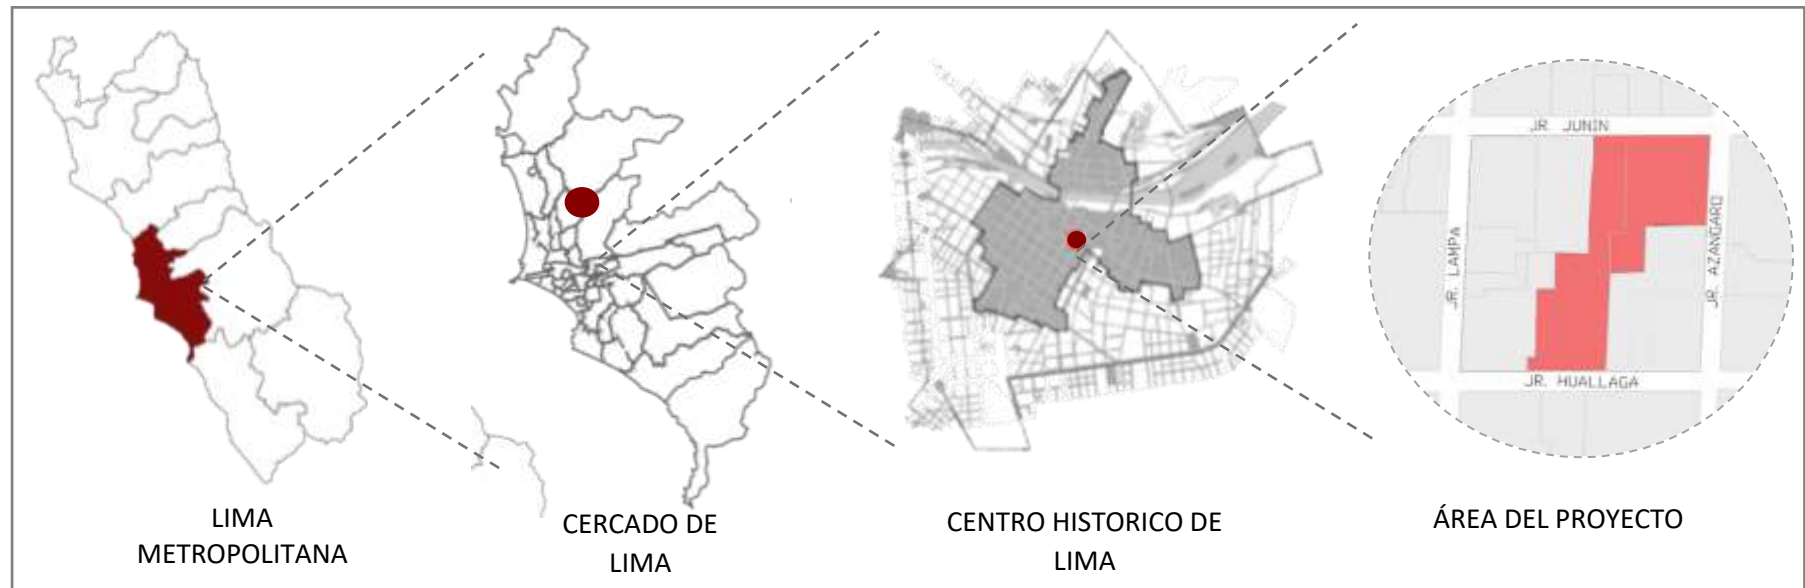 JR. JUNIN
JR. LAMPA
JR. AZANGARO
JR. HUALLAGA
LIMA
METROPOLITANA
CERCADO DE
LIMA
CENTRO HISTORICO DE
LIMA
ÁREA DEL PROYECTO